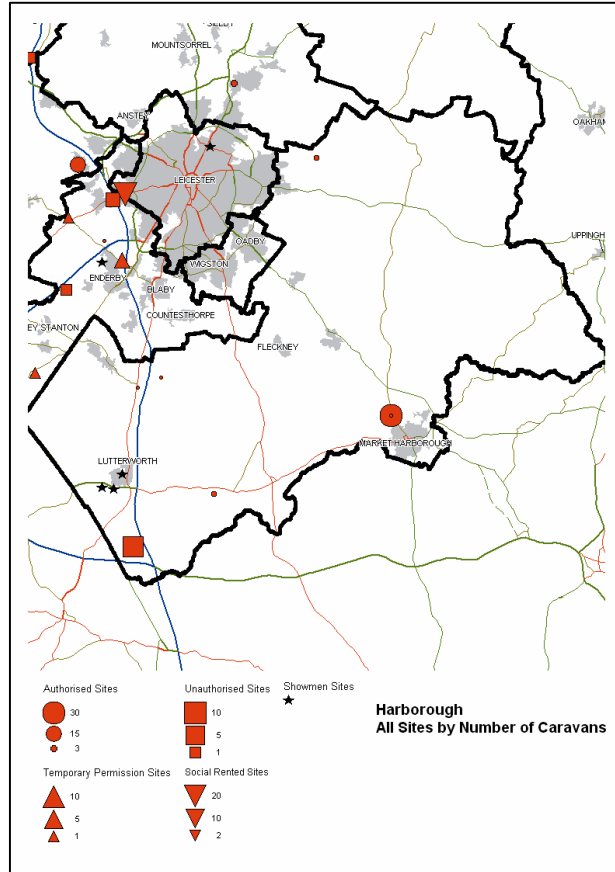 SELBY
MOUNTSORREL
ANSTEY
OAKHAM
LEICESTER
UPPINGH
OADBY
WIGSTON
ENDERBY
BLABY
COUNTESTHORPE
EY STANTON
FLECKNEY
MARKET HARBOROUGH
LUTTERWORTH
Authorised Sites
30
15
3
Unauthorised Sites
10
5
1
Showmen Sites
Harborough
All Sites by Number of Caravans
Temporary Permission Sites
10
5
1
Social Rented Sites
20
10
2